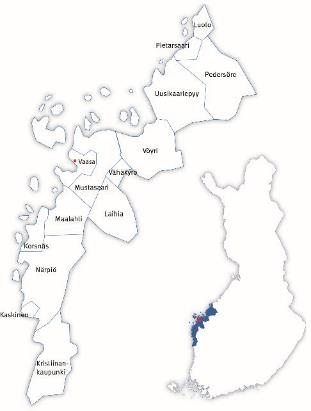 Luoto
Pietarsaari
Pedersöre
Uusikaarlepyy
Vöyri
Vaasa
Vähäkyrö
Mustasaari
Laihia
Maalahti
Korsnäs
Närpiö
Kaskinen
Kristiinan-
kaupunki